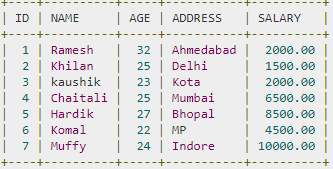 +----+----------+-----+-----------+----------+
| ID | NAME     | AGE | ADDRESS   | SALARY   |
+----+----------+-----+-----------+----------+
|  1 | Ramesh   |  32 | Ahmedabad |  2000.00 |
|  2 | Khilan   |  25 | Delhi     |  1500.00 |
|  3 | kaushik  |  23 | Kota      |  2000.00 |
|  4 | Chaitali |  25 | Mumbai    |  6500.00 |
|  5 | Hardik   |  27 | Bhopal    |  8500.00 |
|  6 | Komal    |  22 | MP        |  4500.00 |
|  7 | Muffy    |  24 | Indore    | 10000.00 |
+----+----------+-----+-----------+----------+